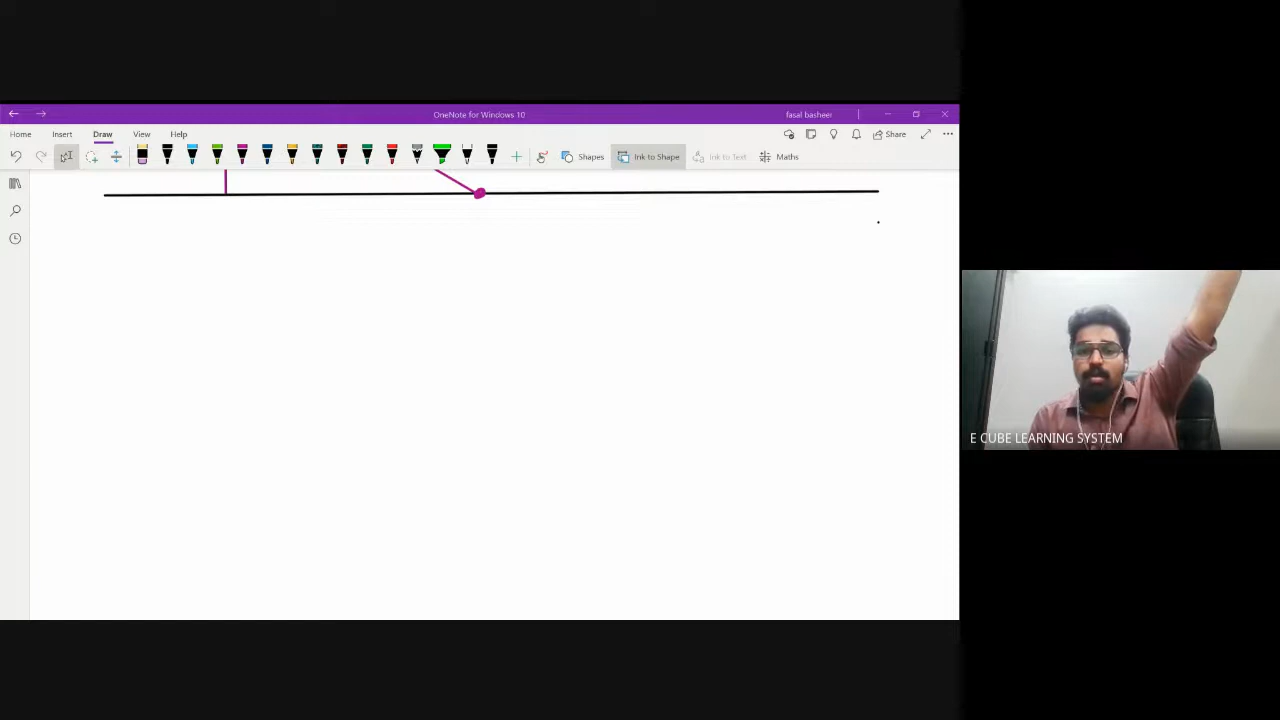 OneNote for Windows 10
fasal basheer
Home Insert Draw View Help
Share
Shapes Ink to Shape Ink to Text Maths
E CUBE LEARNING SYSTEM